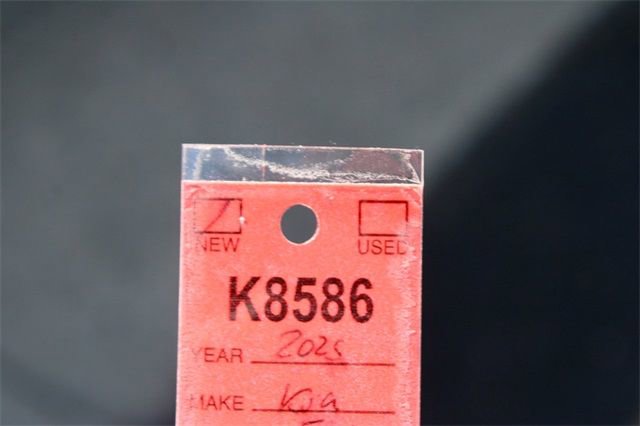 NEW USED
K8586
YEAR 2025
MAKE Kia